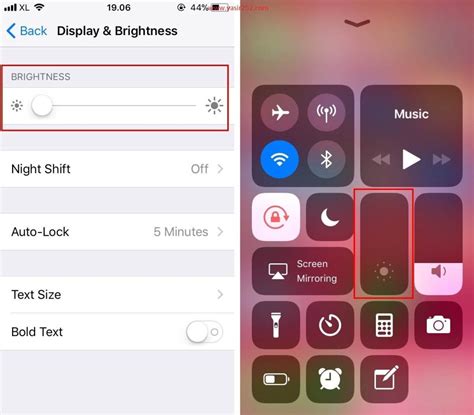 XL 19.06 44%
Back Display & Brightness
BRIGHTNESS
Night Shift Off
Auto-Lock 5 Minutes
Text Size
Bold Text
Music
Screen
Mirroring